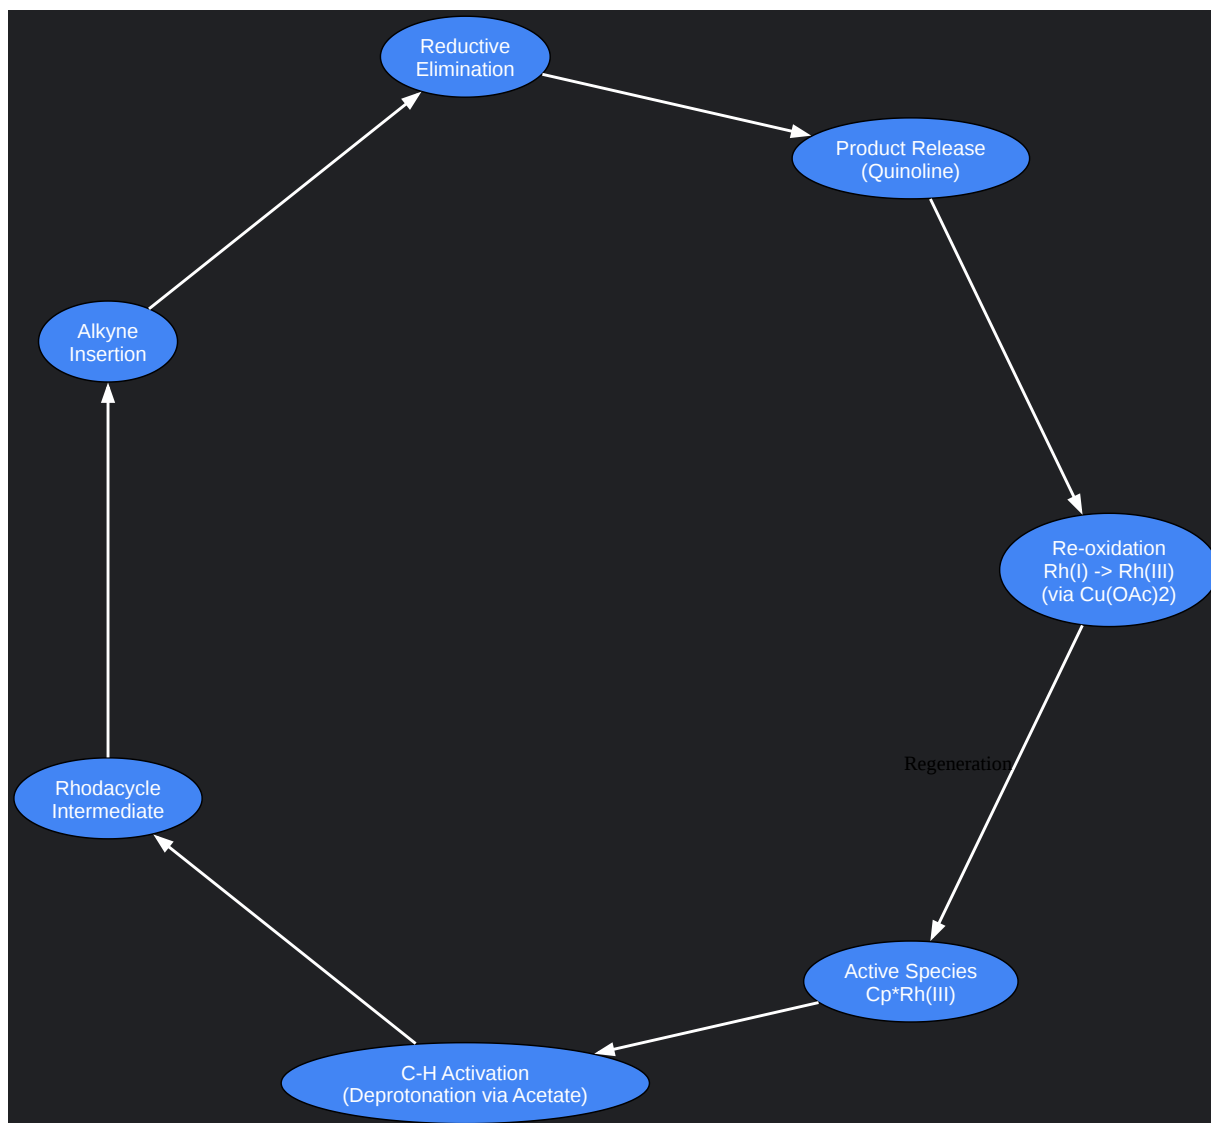 Reductive
Elimination
Product Release
(Quinoline)
Alkyne
Insertion
Re-oxidation
Rh(I) -> Rh(III)
(via Cu(OAc)2)
Regeneration
Rhodacycle
Intermediate
Active Species
Cp*Rh(III)
C-H Activation
(Deprotonation via Acetate)